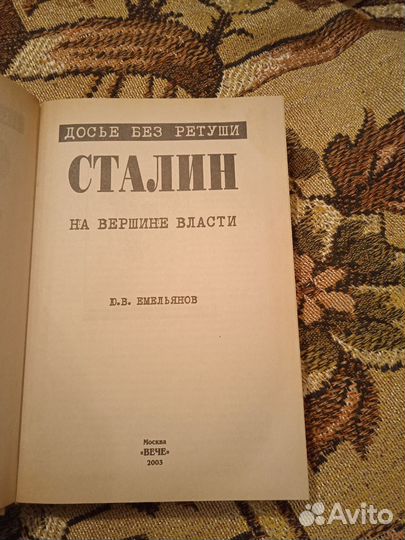 ДОСЬЕ БЕЗ РЕТУШИ
СТАЛИН
НА ВЕРШИНЕ ВЛАСТИ
Ю.В. ЕМЕЛЬЯНОВ
Москва
«ВЕЧЕ»
2003
Avito